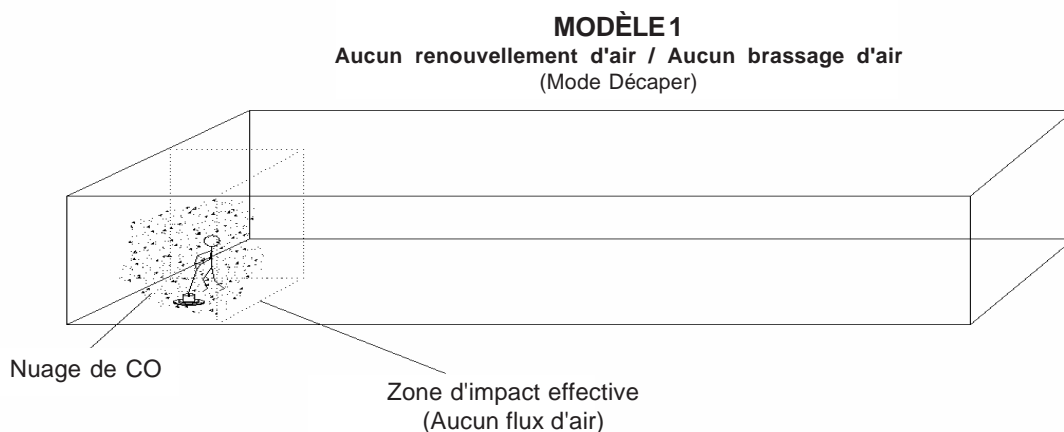 MODÈLE 1
Aucun renouvellement d'air / Aucun brassage d'air
(Mode Décaper)
Nuage de CO
Zone d'impact effective
(Aucun flux d'air)